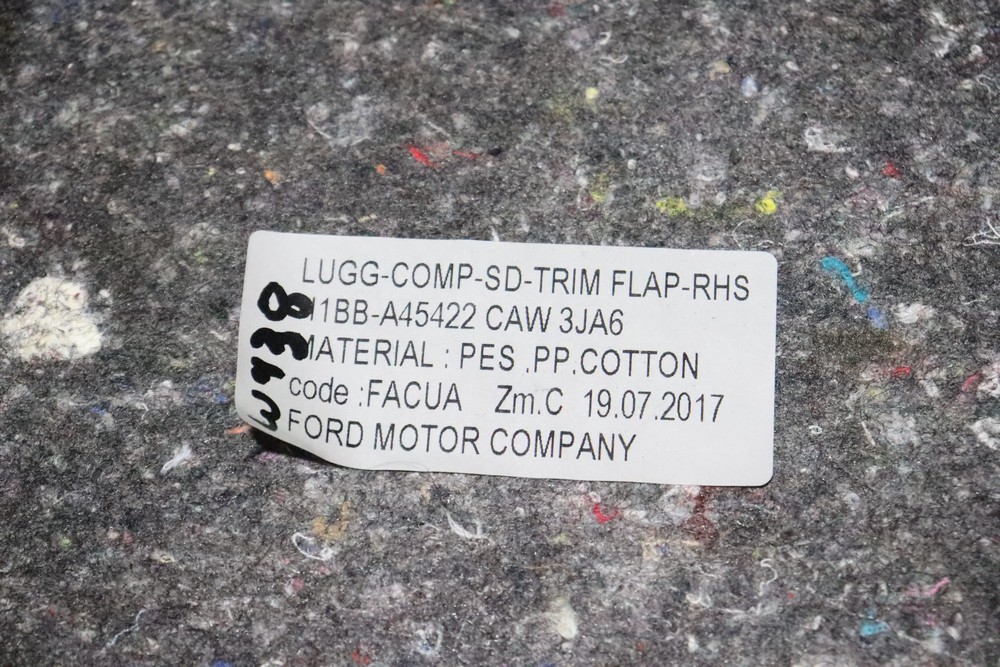 LUGG-COMP-SD-TRIM FLAP-RHS
1BB-A45422 CAW 3JA6
MATERIAL : PES .PP.COTTON
code :FACUA Zm.C 19.07.2017
FORD MOTOR COMPANY